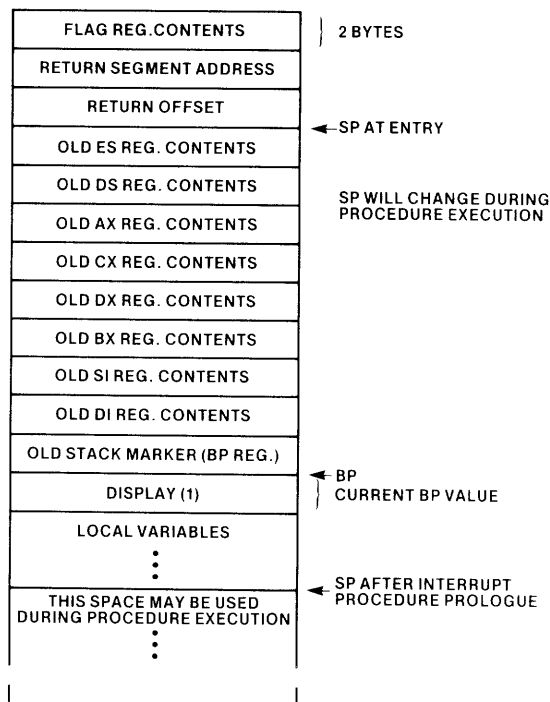 FLAG REG.CONTENTS
2 BYTES
RETURN SEGMENT ADDRESS
RETURN OFFSET
SP AT ENTRY
OLD ES REG. CONTENTS
OLD DS REG. CONTENTS
SP WILL CHANGE DURING
PROCEDURE EXECUTION
OLD AX REG. CONTENTS
OLD CX REG. CONTENTS
OLD DX REG. CONTENTS
OLD BX REG. CONTENTS
OLD SI REG. CONTENTS
OLD DI REG. CONTENTS
OLD STACK MARKER (BP REG.)
BP
DISPLAY (1)
CURRENT BP VALUE
LOCAL VARIABLES
SP AFTER INTERRUPT
PROCEDURE PROLOGUE
THIS SPACE MAY BE USED
DURING PROCEDURE EXECUTION